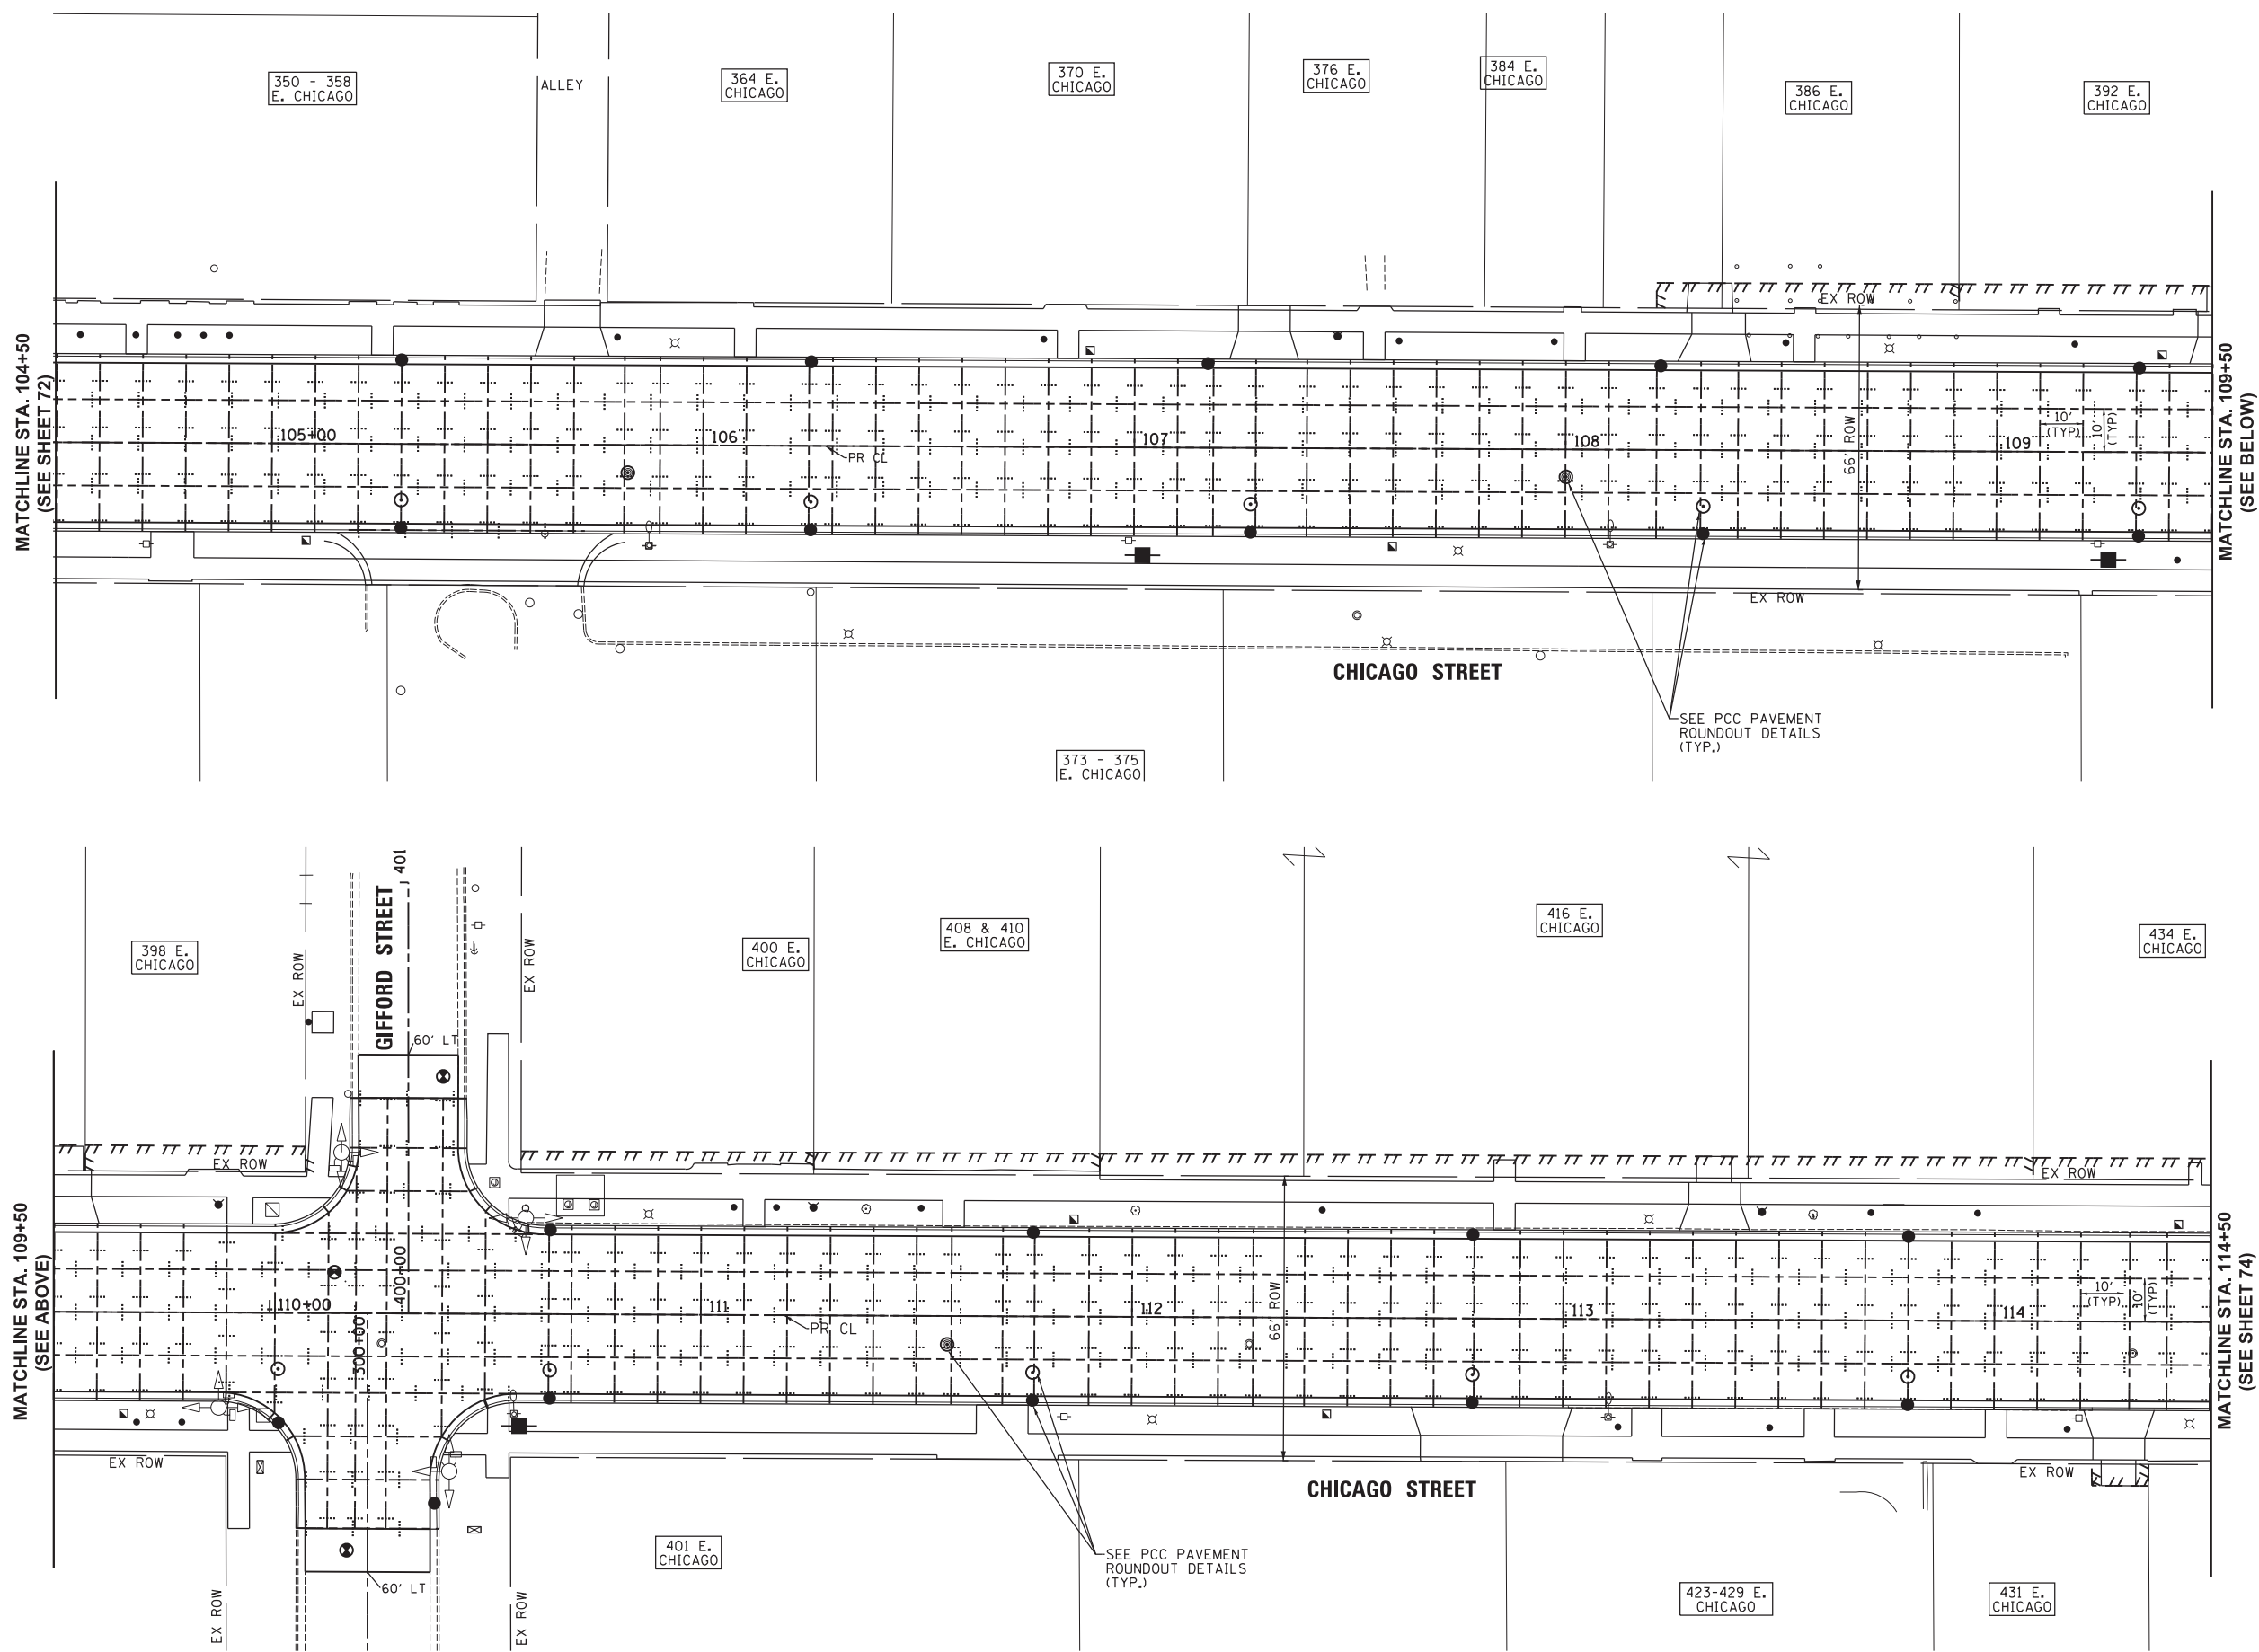 350 - 358
E. CHICAGO
ALLEY
364 E.
CHICAGO
370 E.
CHICAGO
376 E.
CHICAGO
384 E.
CHICAGO
386 E.
CHICAGO
392 E.
CHICAGO
MATCHLINE STA. 104+50
(SEE SHEET 72)
EX ROW
105+00
106
PR CL
107
108
66' ROW
109
10'
(TYP)
10'
(TYP)
MATCHLINE STA. 109+50
(SEE BELOW)
EX ROW
CHICAGO STREET
SEE PCC PAVEMENT
ROUNDOUT DETAILS
(TYP.)
373 - 375
E. CHICAGO
401
GIFFORD STREET
398 E.
CHICAGO
EX ROW
EX ROW
400 E.
CHICAGO
408 & 410
E. CHICAGO
416 E.
CHICAGO
434 E.
CHICAGO
60' LT
EX ROW
EX ROW
MATCHLINE STA. 109+50
(SEE ABOVE)
110+00
400+00
300+00
111
PR CL
112
66' ROW
113
114
10'
(TYP)
10'
(TYP)
MATCHLINE STA. 114+50
(SEE SHEET 74)
EX ROW
EX ROW
CHICAGO STREET
SEE PCC PAVEMENT
ROUNDOUT DETAILS
(TYP.)
401 E.
CHICAGO
60' LT
EX ROW
EX ROW
423-429 E.
CHICAGO
431 E.
CHICAGO